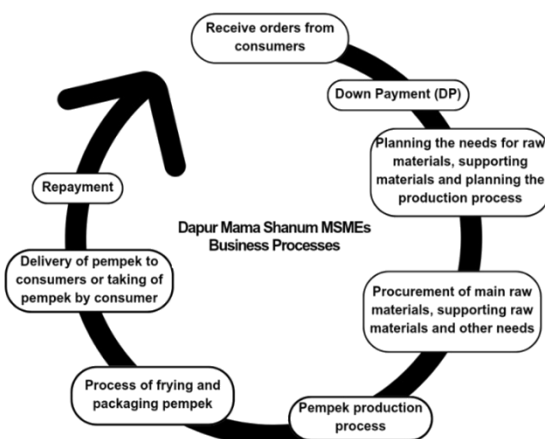 Receive orders from
consumers
Down Payment (DP)
Planning the needs for raw
materials, supporting
materials and planning the
production process
Procurement of main raw
materials, supporting raw
materials and other needs
Pempek production
process
Process of frying and
packaging pempek
Delivery of pempek to
consumers or taking of
pempek by consumer
Repayment
Dapur Mama Shanum MSMEs
Business Processes